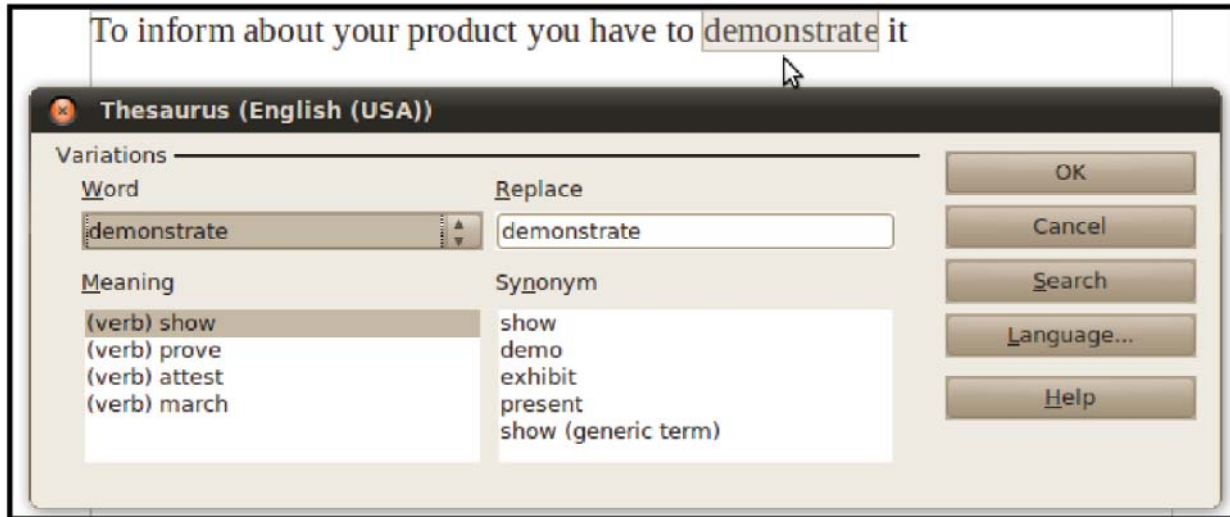 To inform about your product you have to demonstrate it
Thesaurus (English (USA))
Variations
Word
Replace
demonstrate
demonstrate
Meaning
Synonym
(verb) show
(verb) prove
(verb) attest
(verb) march
show
demo
exhibit
present
show (generic term)
OK
Cancel
Search
Language...
Help